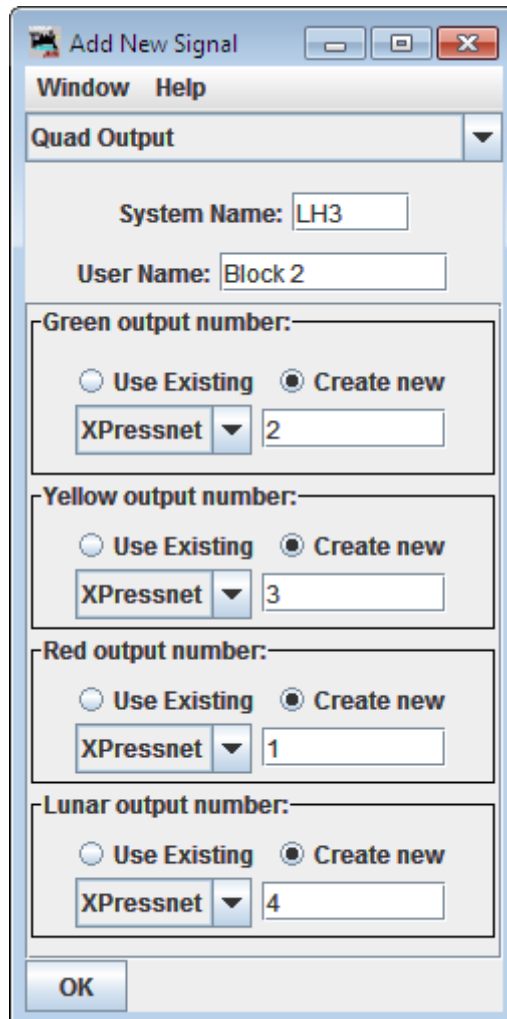 Add New Signal
Window Help
Quad Output
System Name: LH3
User Name: Block 2
Green output number:
Use Existing Create new
XPressnet 2
Yellow output number:
Use Existing Create new
XPressnet 3
Red output number:
Use Existing Create new
XPressnet 1
Lunar output number:
Use Existing Create new
XPressnet 4
OK